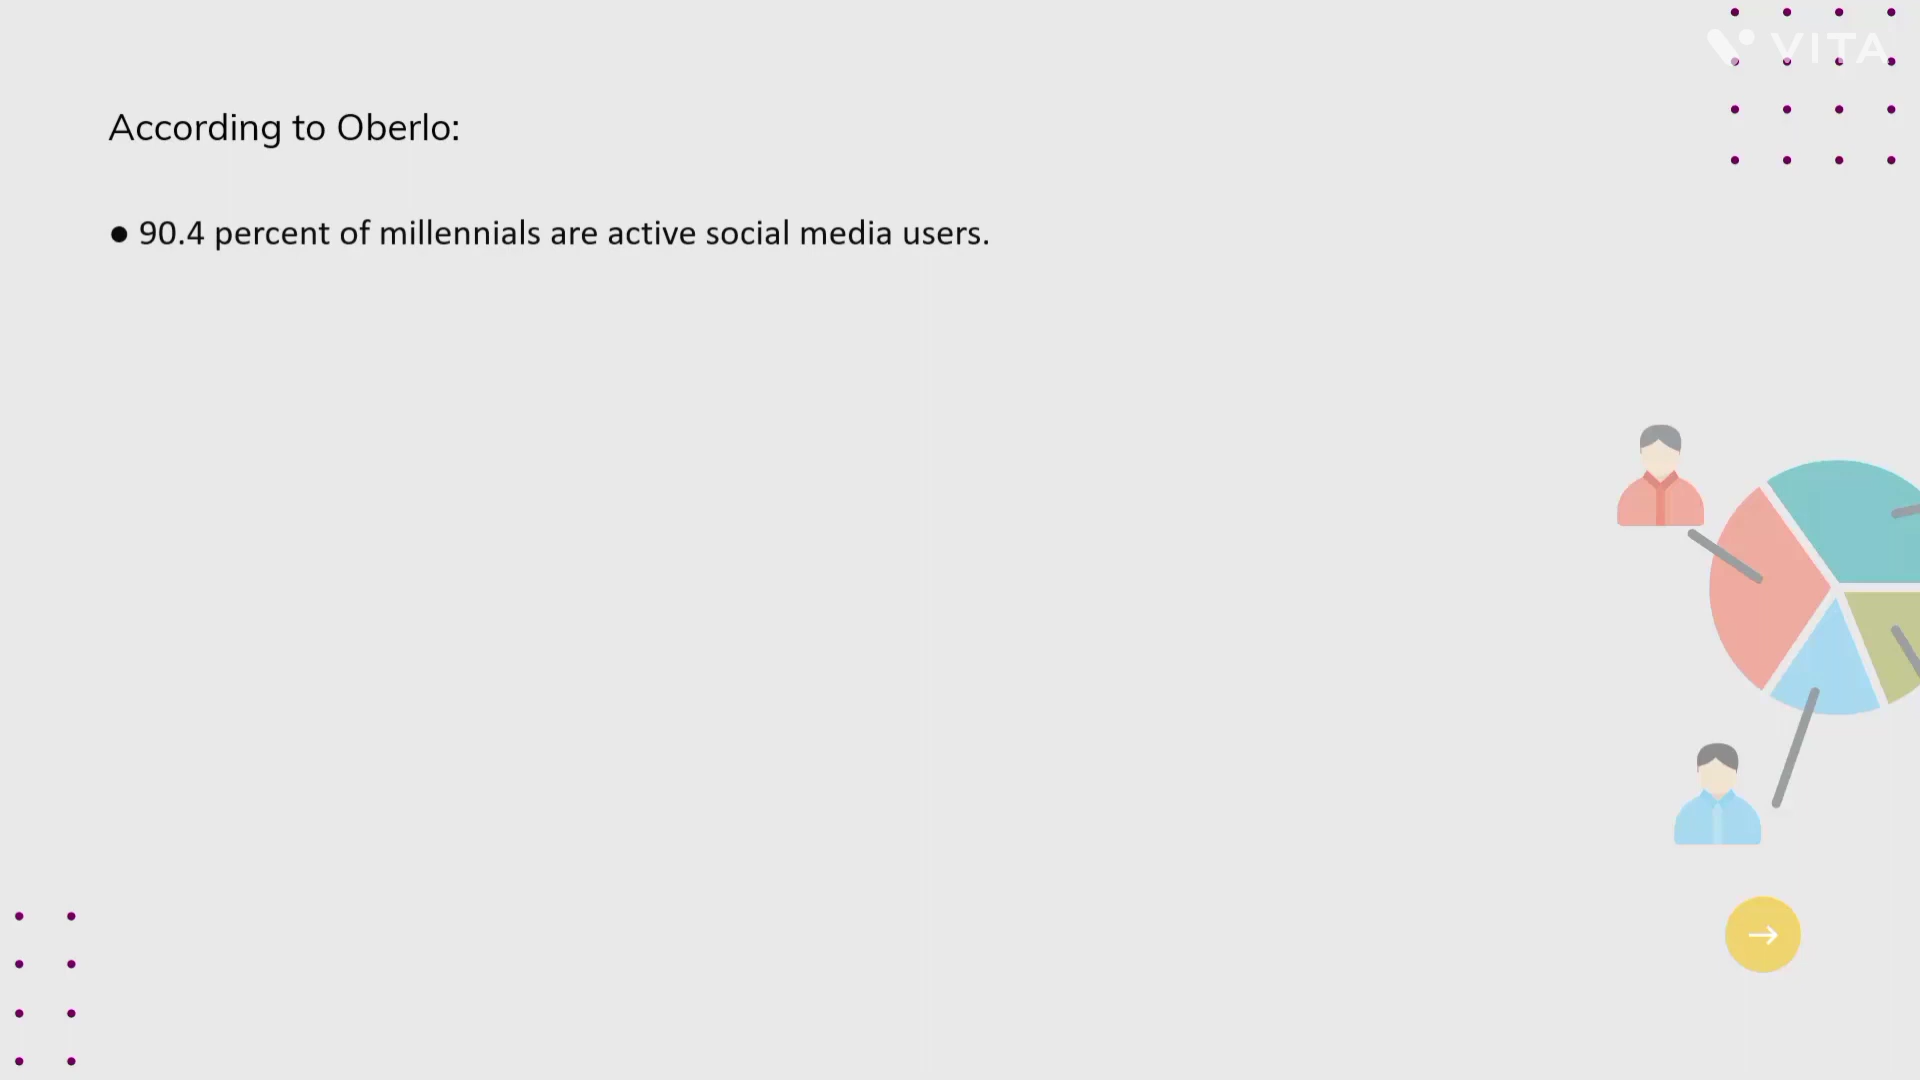 VITA
According to Oberlo:
● 90.4 percent of millennials are active social media users.